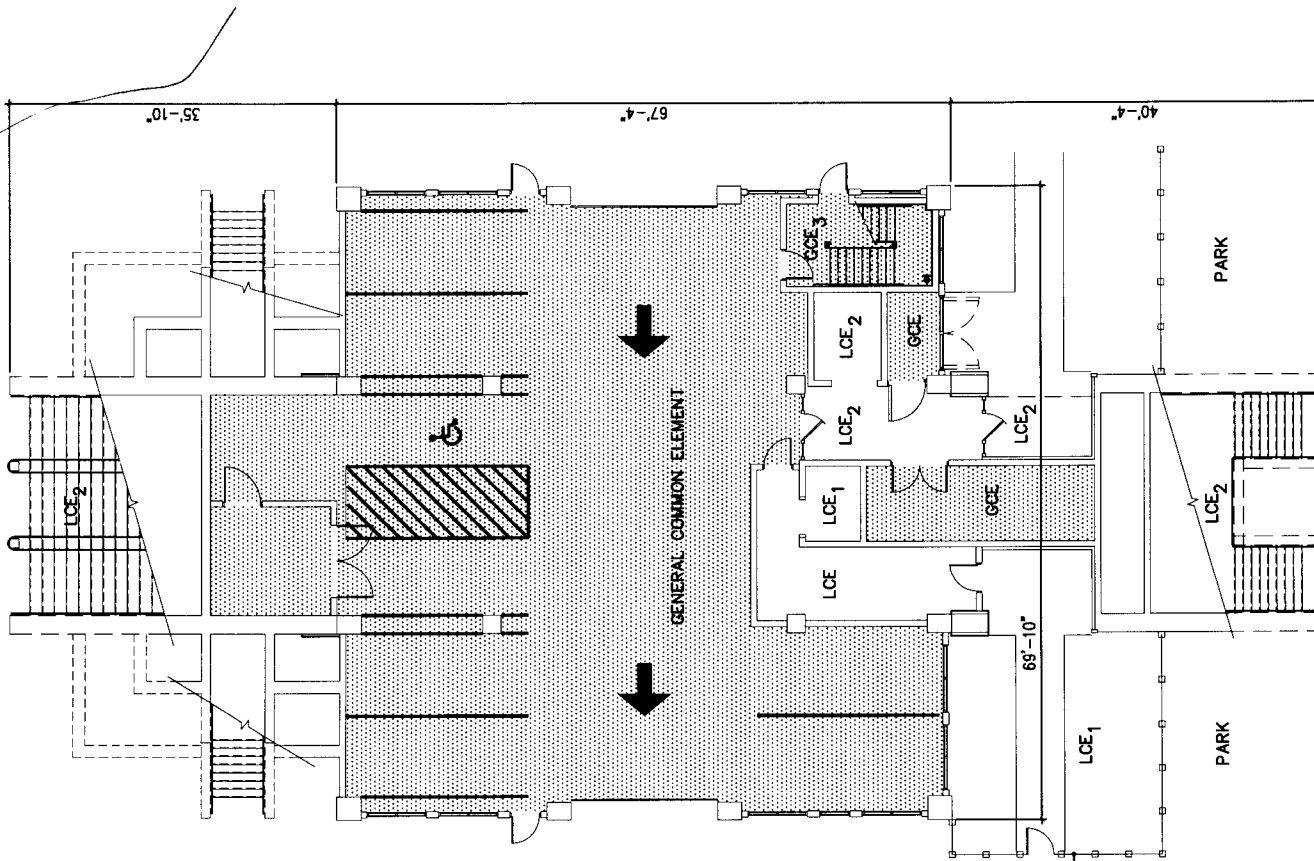 35'-10"
67'-4"
40'-4"
LCE2
GCE3
LCE2
GCE
GENERAL COMMON ELEMENT
LCE2
LCE2
LCE1
GCE
LCE
69'-10"
LCE2
PARK
LCE1
PARK